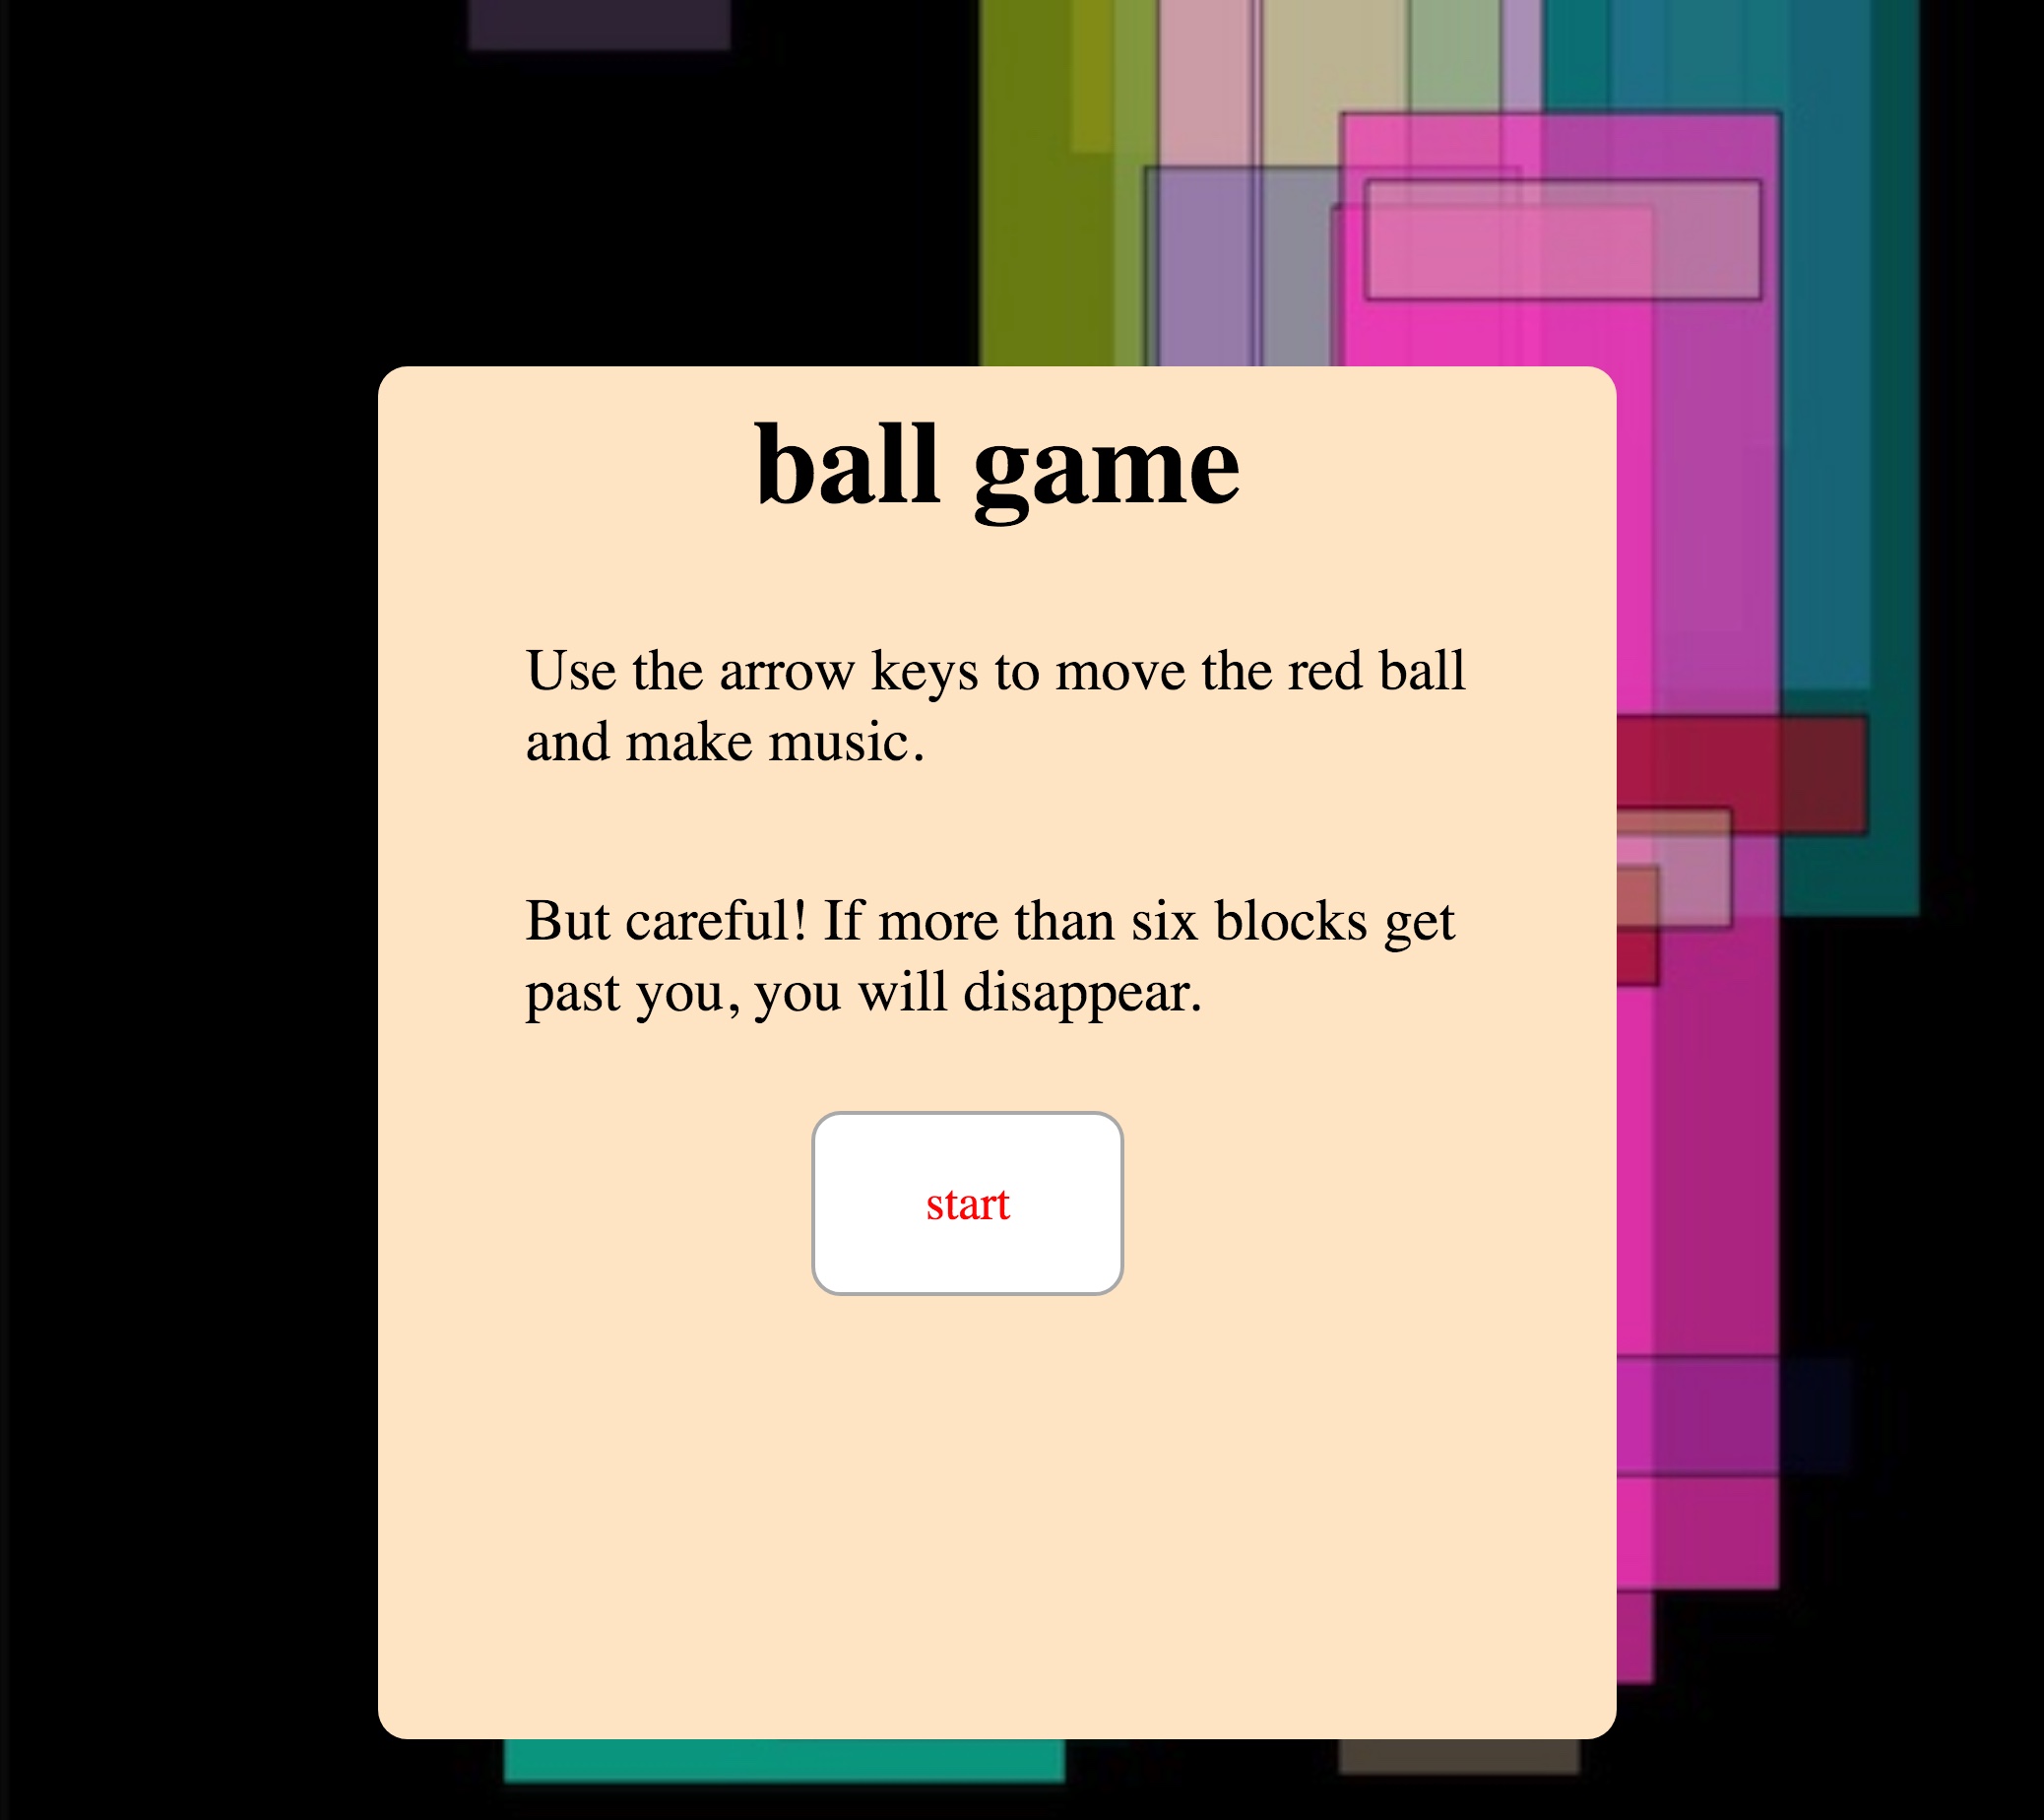 ball game
Use the arrow keys to move the red ball
and make music.
But careful! If more than six blocks get
past you, you will disappear.
start